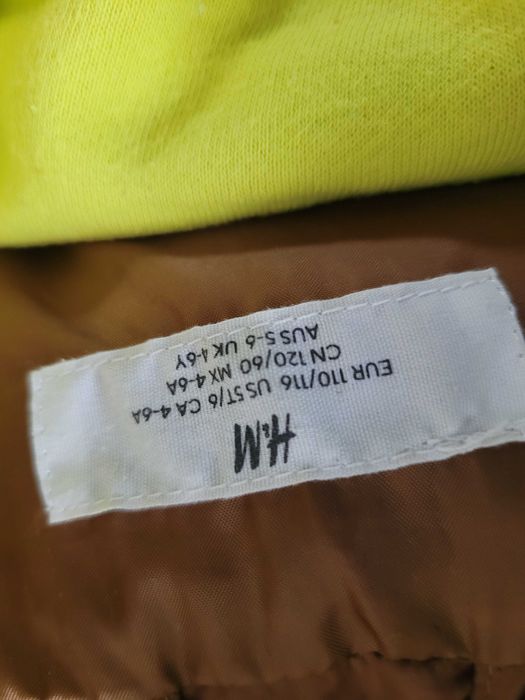 H&M
EUR 110/116 US 5T/6 CA 4-6A
CN 120/60 MX 4-6A
AUS 5-6 UK 4-6Y